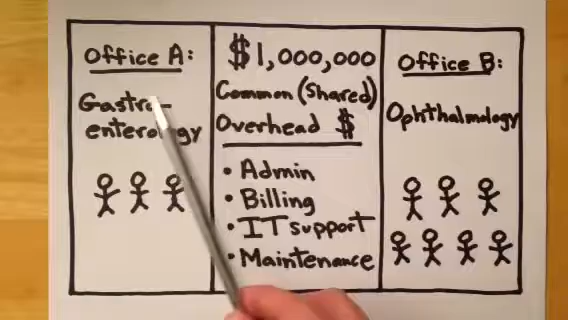 Office A:
Gastro-
enterology
$1,000,000
Common (Shared)
Overhead $
• Admin
• Billing
• IT support
• Maintenance
Office B:
Ophthalmology